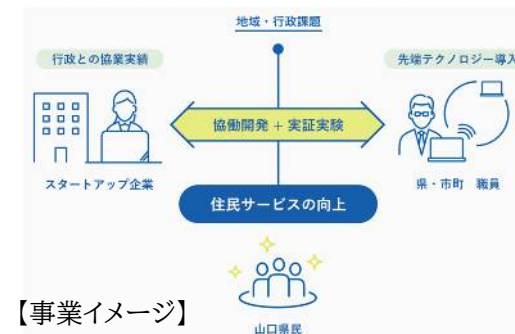 地域・行政課題
行政との協業実績
先端テクノロジー導入
協働開発 + 実証実験
スタートアップ企業
県・市町 職員
住民サービスの向上
【事業イメージ】
山口県民